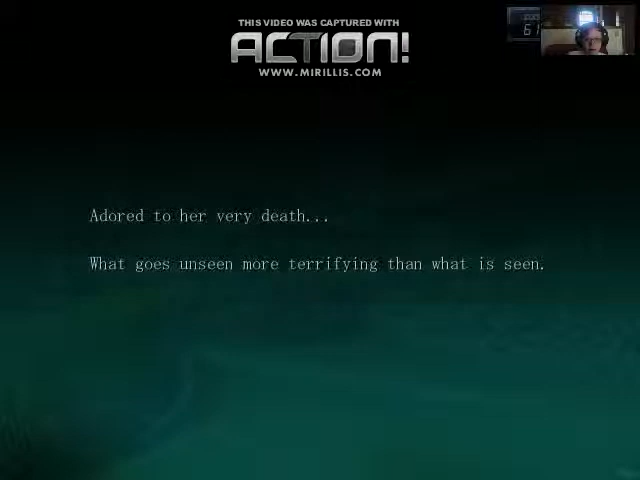 THIS VIDEO WAS CAPTURED WITH
ACTION!
WWW.MIRILLIS.COM
61
Adored to her very death...
What goes unseen more terrifying than what is seen.